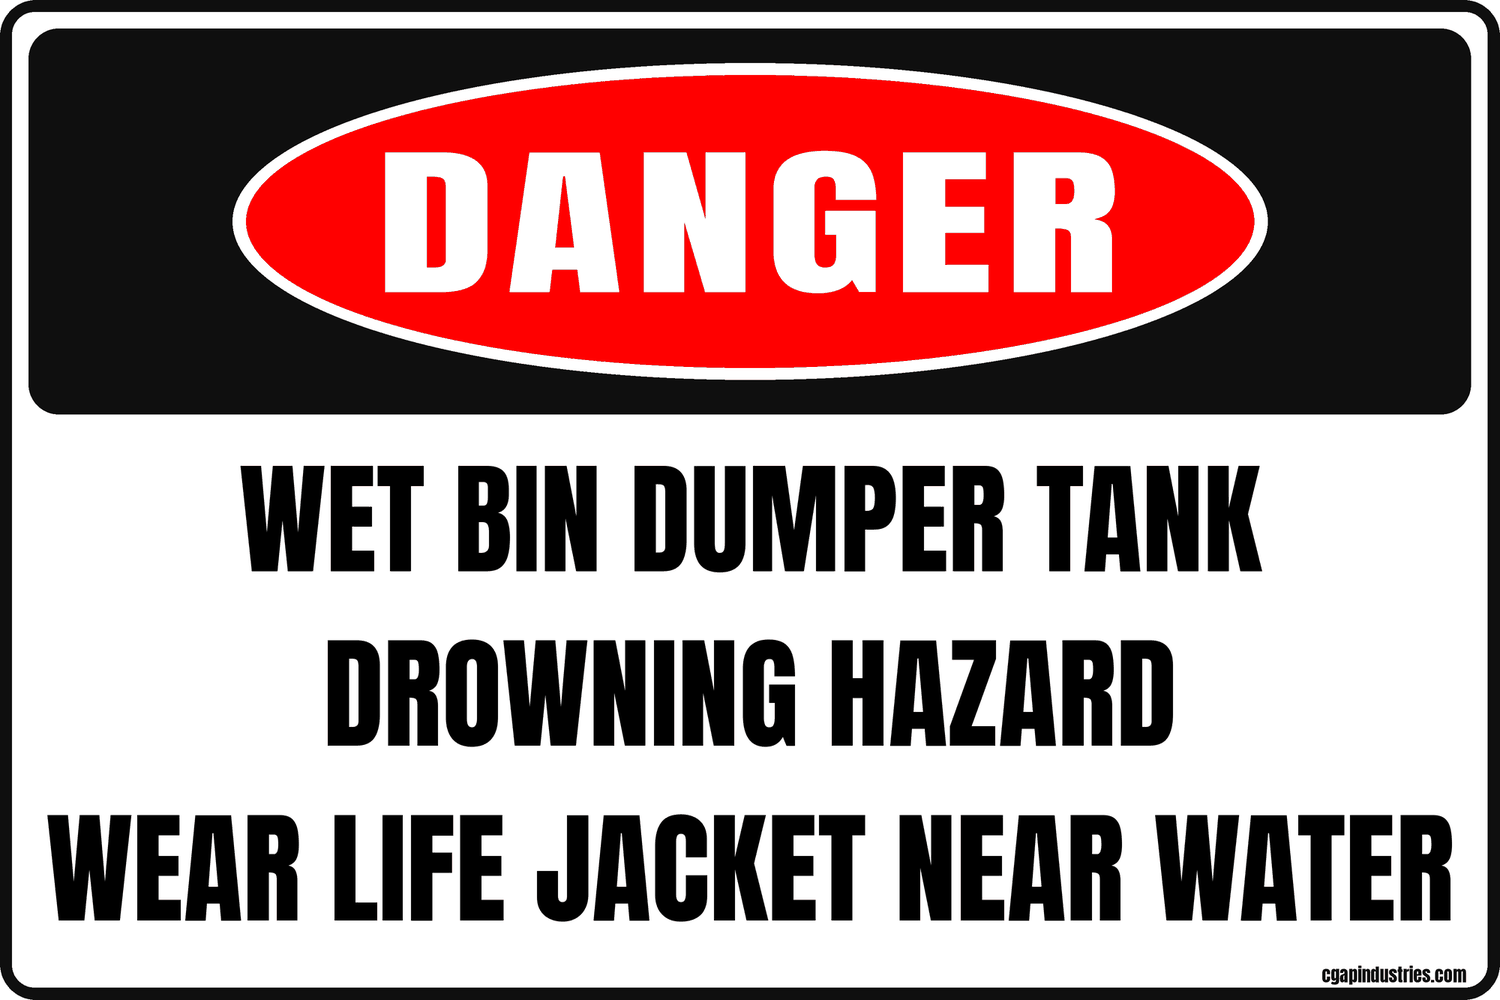 DANGER
WET BIN DUMPER TANK
DROWNING HAZARD
WEAR LIFE JACKET NEAR WATER
cgapindustries.com